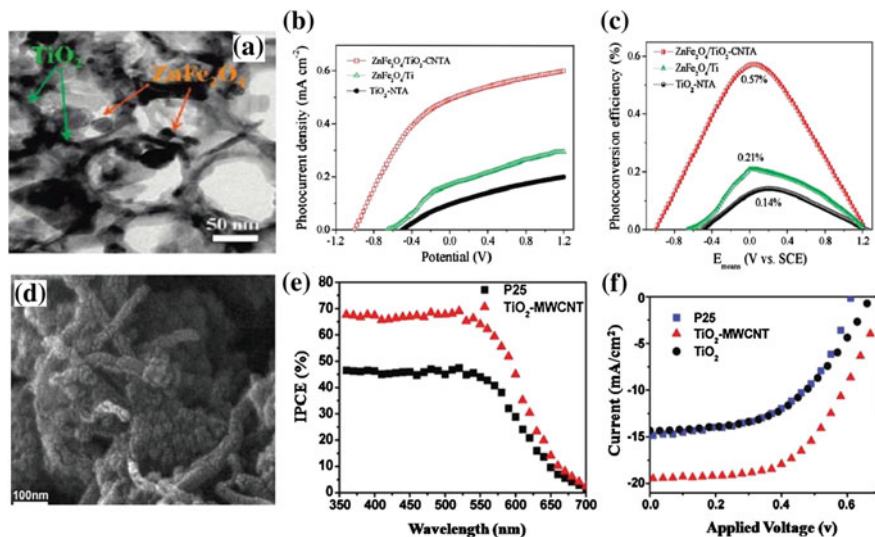 (a)
TiO2
ZnFe2O4
50 nm
(b)
Photocurrent density (mA cm-2)
0.6
0.4
0.2
0.0
ZnFe2O4/TiO2-CNTA
ZnFe2O4/Ti
TiO2-NTA
-1.2 -0.8 -0.4 0.0 0.4 0.8 1.2
Potential (V)
(c)
Photoconversion efficiency (%)
0.6
0.4
0.2
0.0
ZnFe2O4/TiO2-CNTA
ZnFe2O4/Ti
TiO2-NTA
0.57%
0.21%
0.14%
-0.8 -0.4 0.0 0.4 0.8 1.2
Emeans (V vs. SCE)
(d)
100nm
(e)
IPCE (%)
80
70
60
50
40
30
20
10
0
P25
TiO2-MWCNT
360 400 450 500 550 600 650 700
Wavelength (nm)
(f)
Current (mA/cm2)
0
-5
-10
-15
-20
P25
TiO2-MWCNT
TiO2
0.0 0.2 0.4 0.6
Applied Voltage (v)